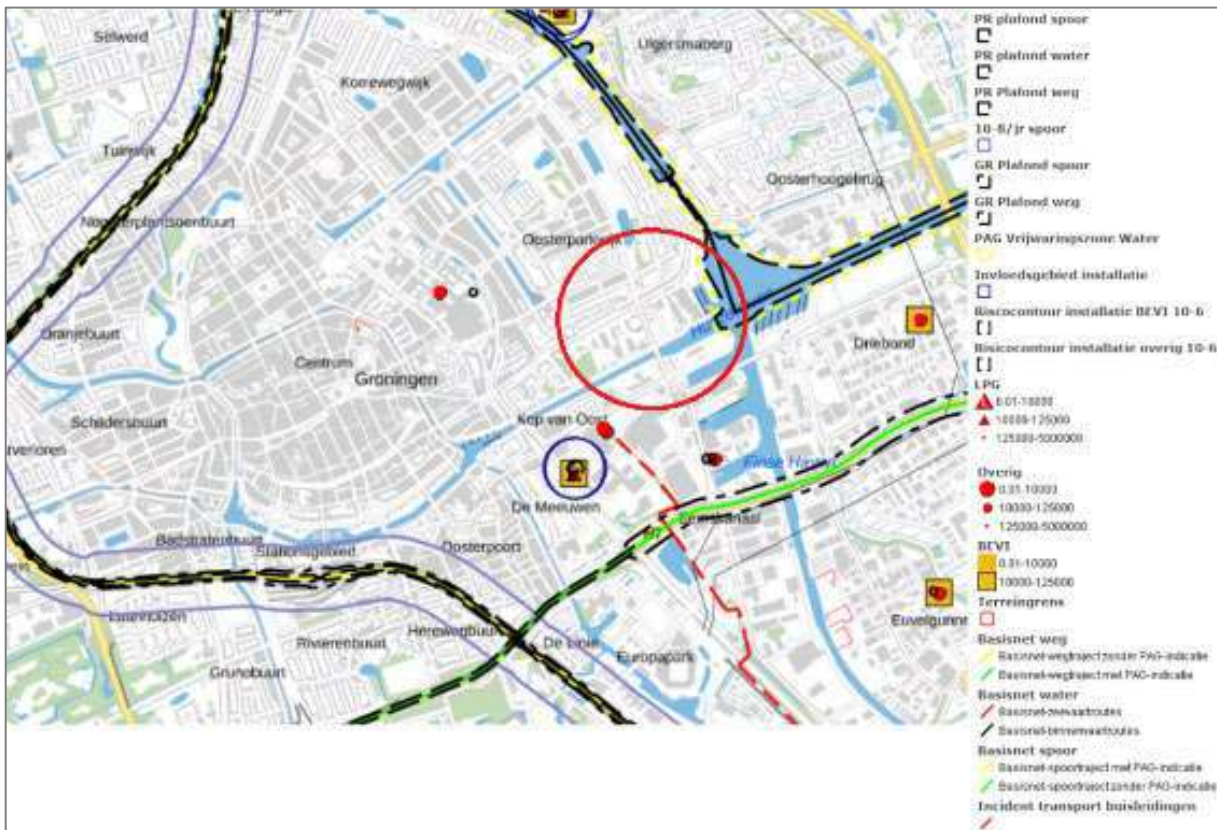 Selwerd
Ulgersmaborg
Korrewegwijk
Tuinwijk
Oosterhoogebrug
Noorderplantsoenbuurt
Oosterparkwijk
Oranjebuurt
Centrum
Groningen
Driebond
Schildersbuurt
Kop van Oost
Finse Haven
De Meeuwen
Badstratenbuurt
Stationsgebied
Oosterpoort
Rivierenbuurt
Herewegbuurt
De Linie
Europapark
Grunobuurt
PR plafond spoor
PR plafond water
PR Plafond weg
10-8/jr spoor
GR Plafond spoor
GR Plafond weg
PAG Vrijwaringszone Water
Invloedsgebied installatie
Risicocontour installatie BEVI 10-6
Risicocontour installatie overig 10-6
LPG
0.01-10000
10000-125000
125000-5000000
Overig
0.01-10000
10000-125000
125000-5000000
BEVI
0.01-10000
10000-125000
Terreingrens
Basisnet weg
Basisnet-wegtraject zonder PAG-indicatie
Basisnet-wegtraject met PAG-indicatie
Basisnet water
Basisnet-zeevaartroutes
Basisnet-binnenvaartroutes
Basisnet spoor
Basisnet-spoortraject met PAG-indicatie
Basisnet-spoortraject zonder PAG-indicatie
Incident transport buisleidingen